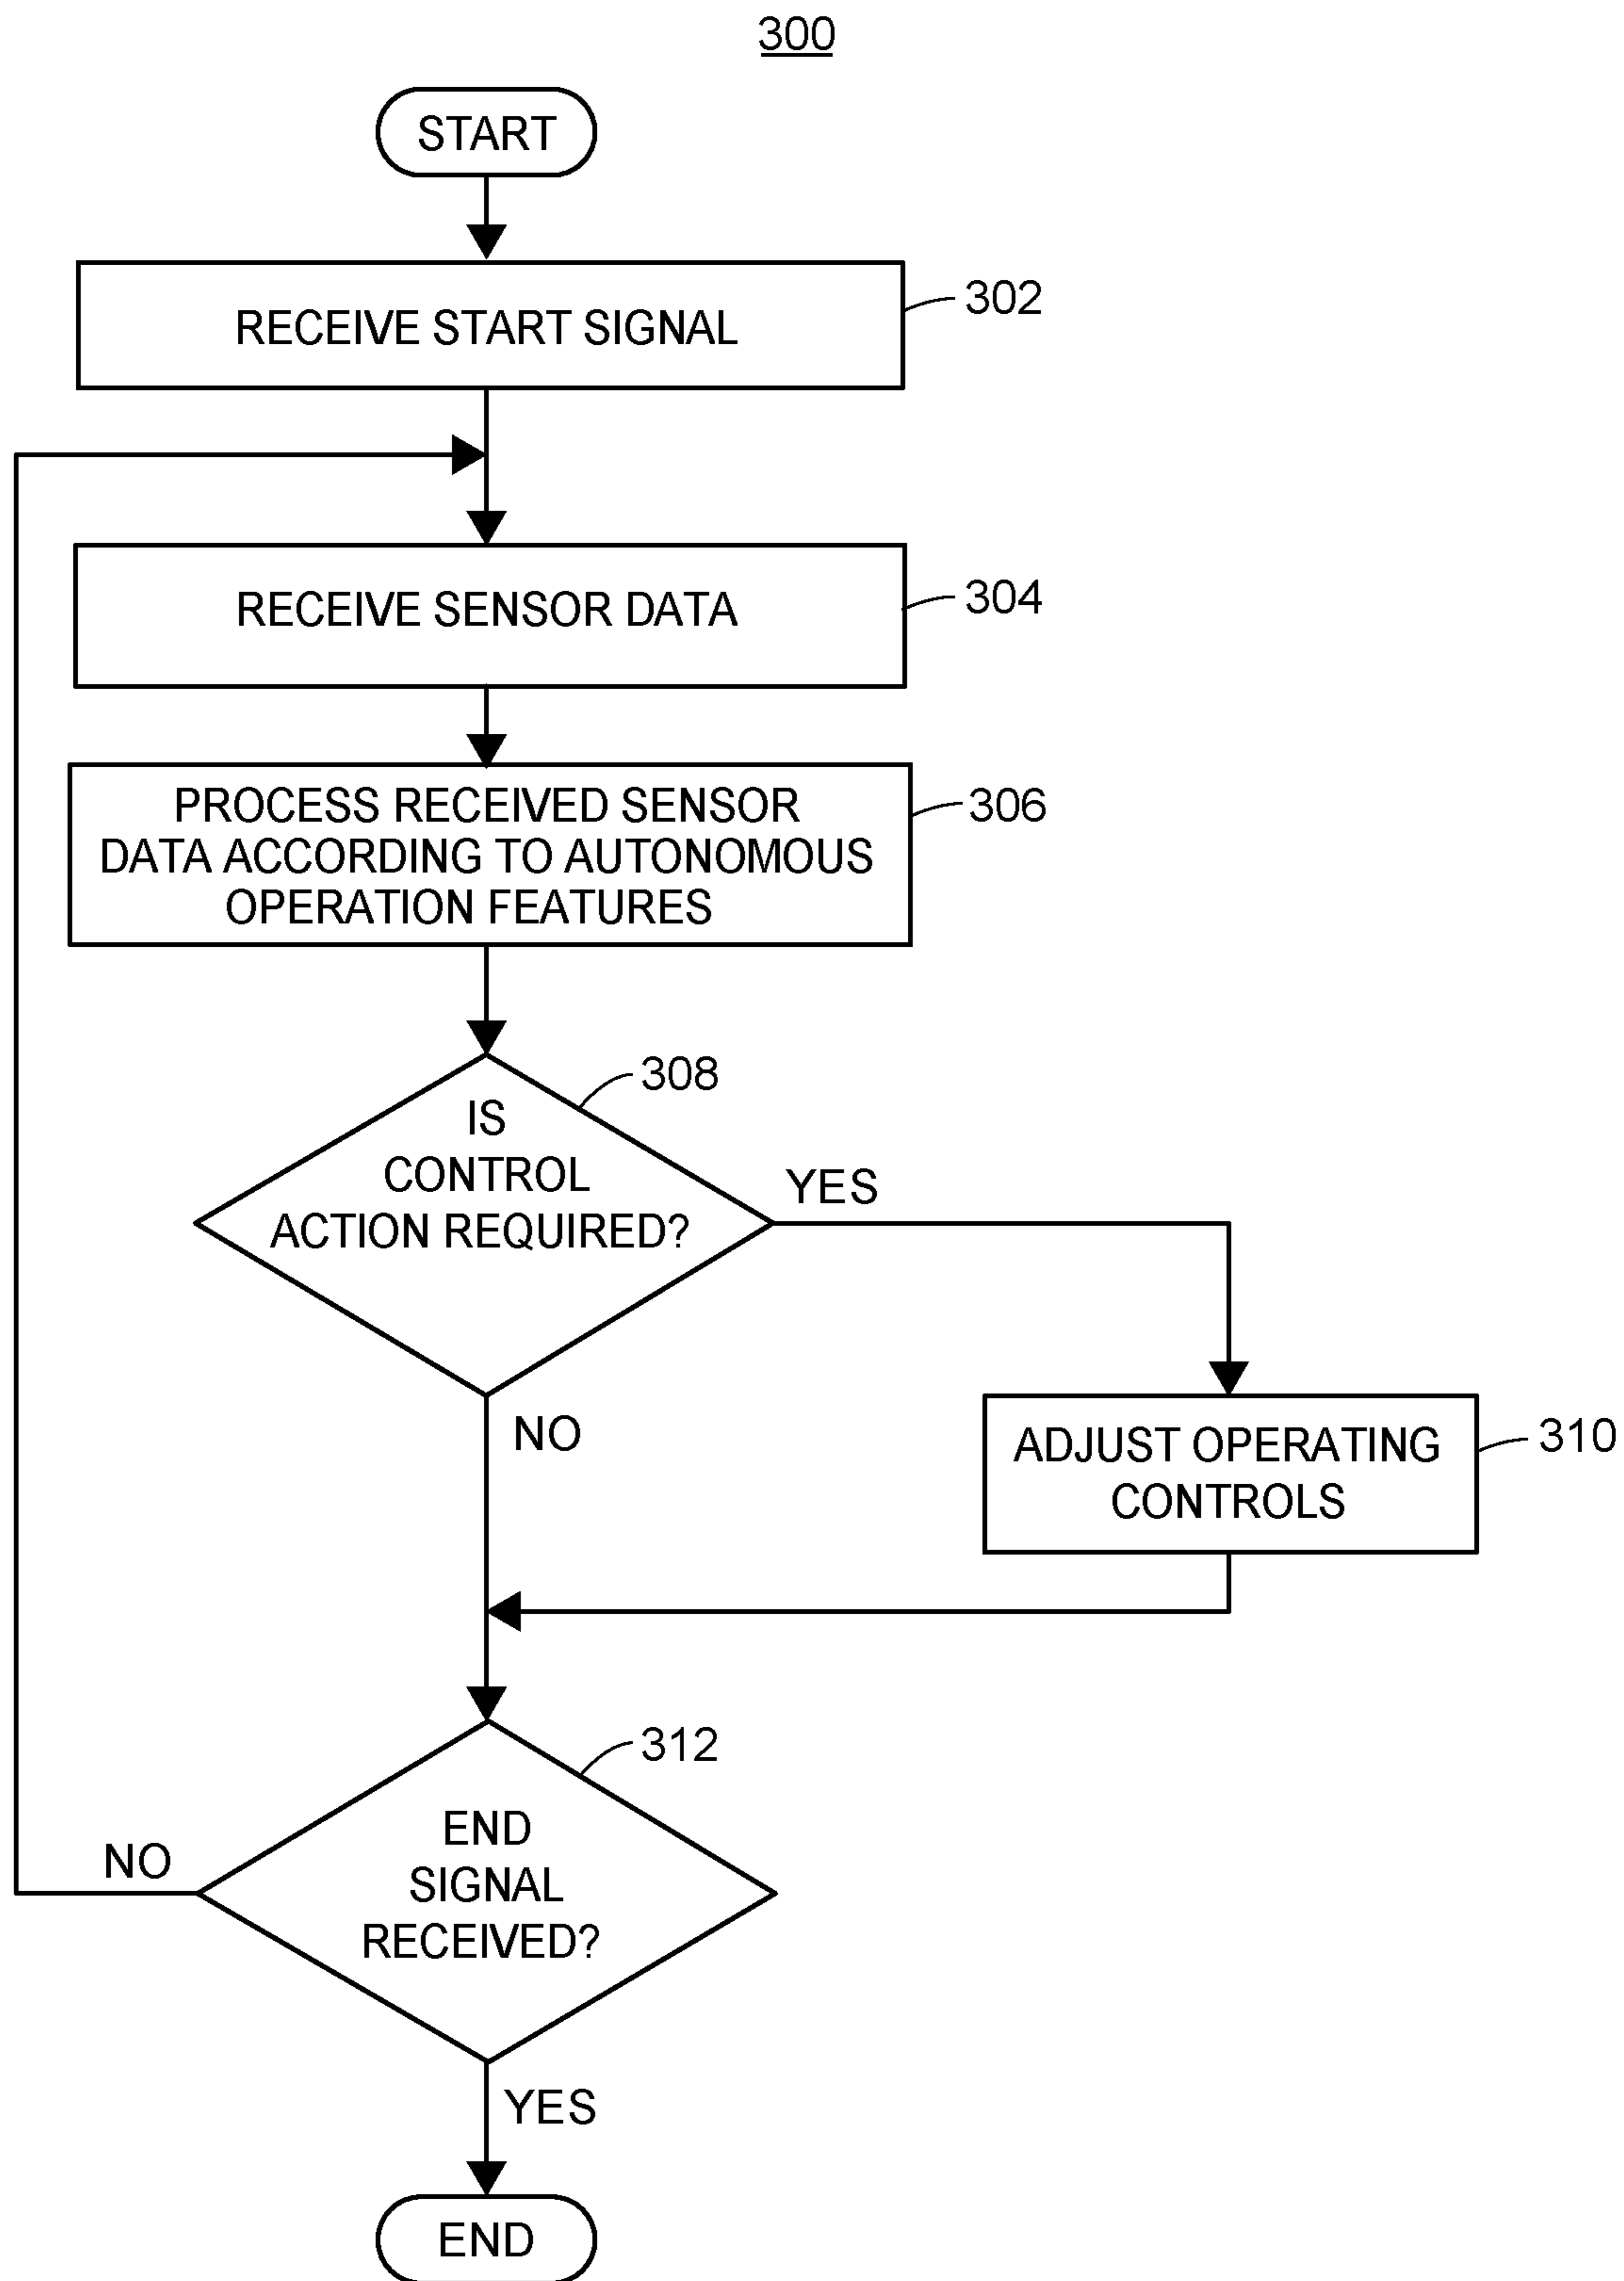 300
START
RECEIVE START SIGNAL
302
RECEIVE SENSOR DATA
304
PROCESS RECEIVED SENSOR
DATA ACCORDING TO AUTONOMOUS
OPERATION FEATURES
306
308
IS
CONTROL
ACTION REQUIRED?
YES
NO
ADJUST OPERATING
CONTROLS
310
312
END
SIGNAL
RECEIVED?
NO
YES
END